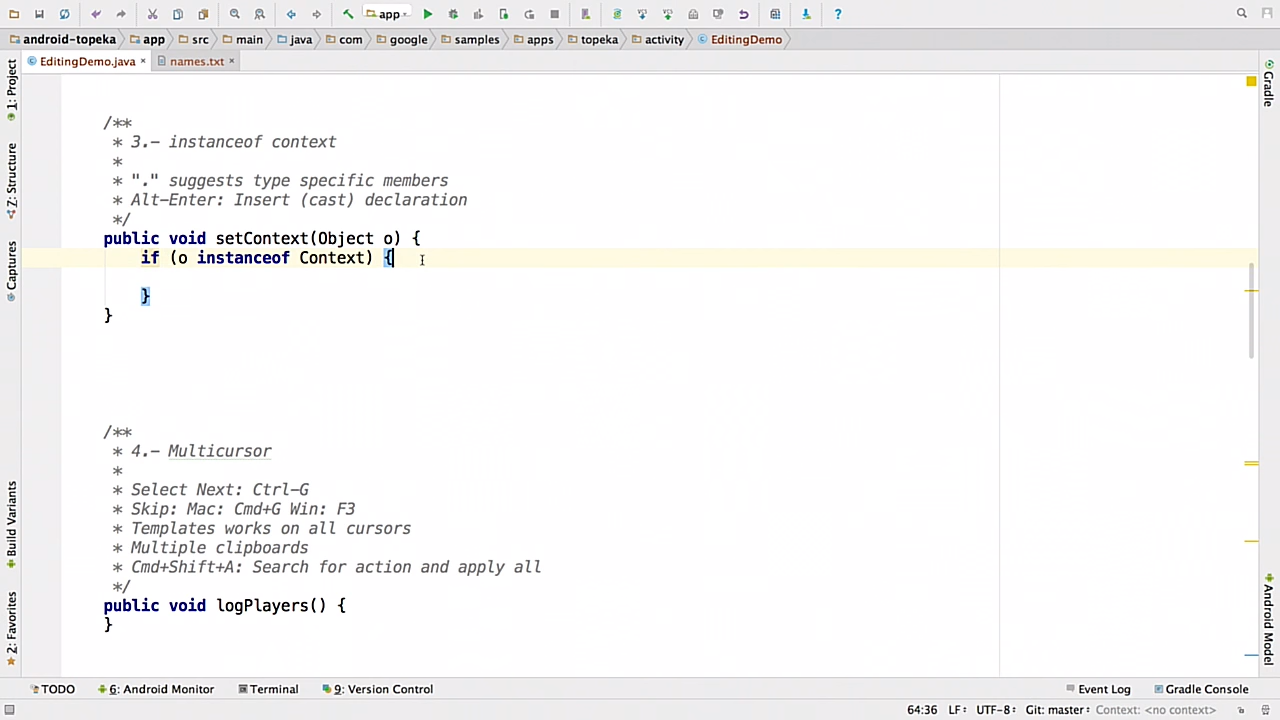 app
android-topeka app src main java com google samples apps topeka activity EditingDemo
EditingDemo.java names.txt
1: Project
Z: Structure
Captures
Build Variants
2: Favorites
Gradle
Android Model
/**
* 3.- instanceof context
*
* "." suggests type specific members
* Alt-Enter: Insert (cast) declaration
*/
public void setContext(Object o) {
if (o instanceof Context) {
}
}
/**
* 4.- Multicursor
*
* Select Next: Ctrl-G
* Skip: Mac: Cmd+G Win: F3
* Templates works on all cursors
* Multiple clipboards
* Cmd+Shift+A: Search for action and apply all
*/
public void logPlayers() {
}
TODO 6: Android Monitor Terminal 9: Version Control Event Log Gradle Console
64:36 LF: UTF-8: Git: master: Context: <no context>